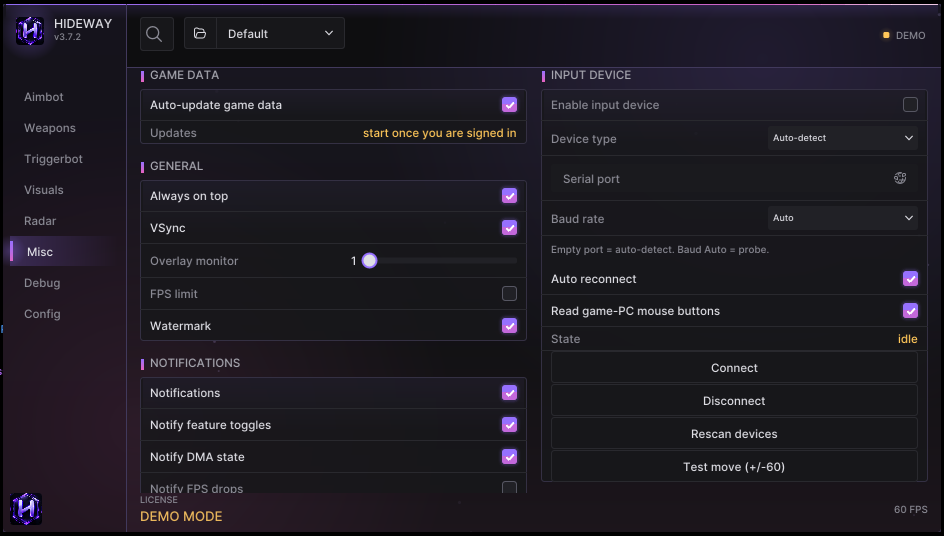 HIDEWAY
v3.7.2
Default
DEMO
Aimbot
Weapons
Triggerbot
Visuals
Radar
Misc
Debug
Config
GAME DATA
Auto-update game data
Updates start once you are signed in
GENERAL
Always on top
VSync
Overlay monitor 1
FPS limit
Watermark
NOTIFICATIONS
Notifications
Notify feature toggles
Notify DMA state
Notify FPS drops
INPUT DEVICE
Enable input device
Device type Auto-detect
Serial port
Baud rate Auto
Empty port = auto-detect. Baud Auto = probe.
Auto reconnect
Read game-PC mouse buttons
State idle
Connect
Disconnect
Rescan devices
Test move (+/-60)
LICENSE
DEMO MODE
60 FPS